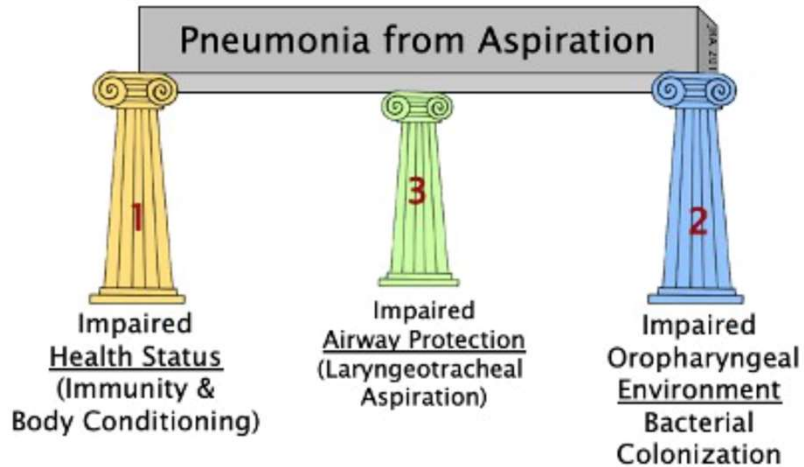 Pneumonia from Aspiration
1
3
2
Impaired
Health Status
(Immunity &
Body Conditioning)
Impaired
Airway Protection
(Laryngeotracheal
Aspiration)
Impaired
Oropharyngeal
Environment
Bacterial
Colonization